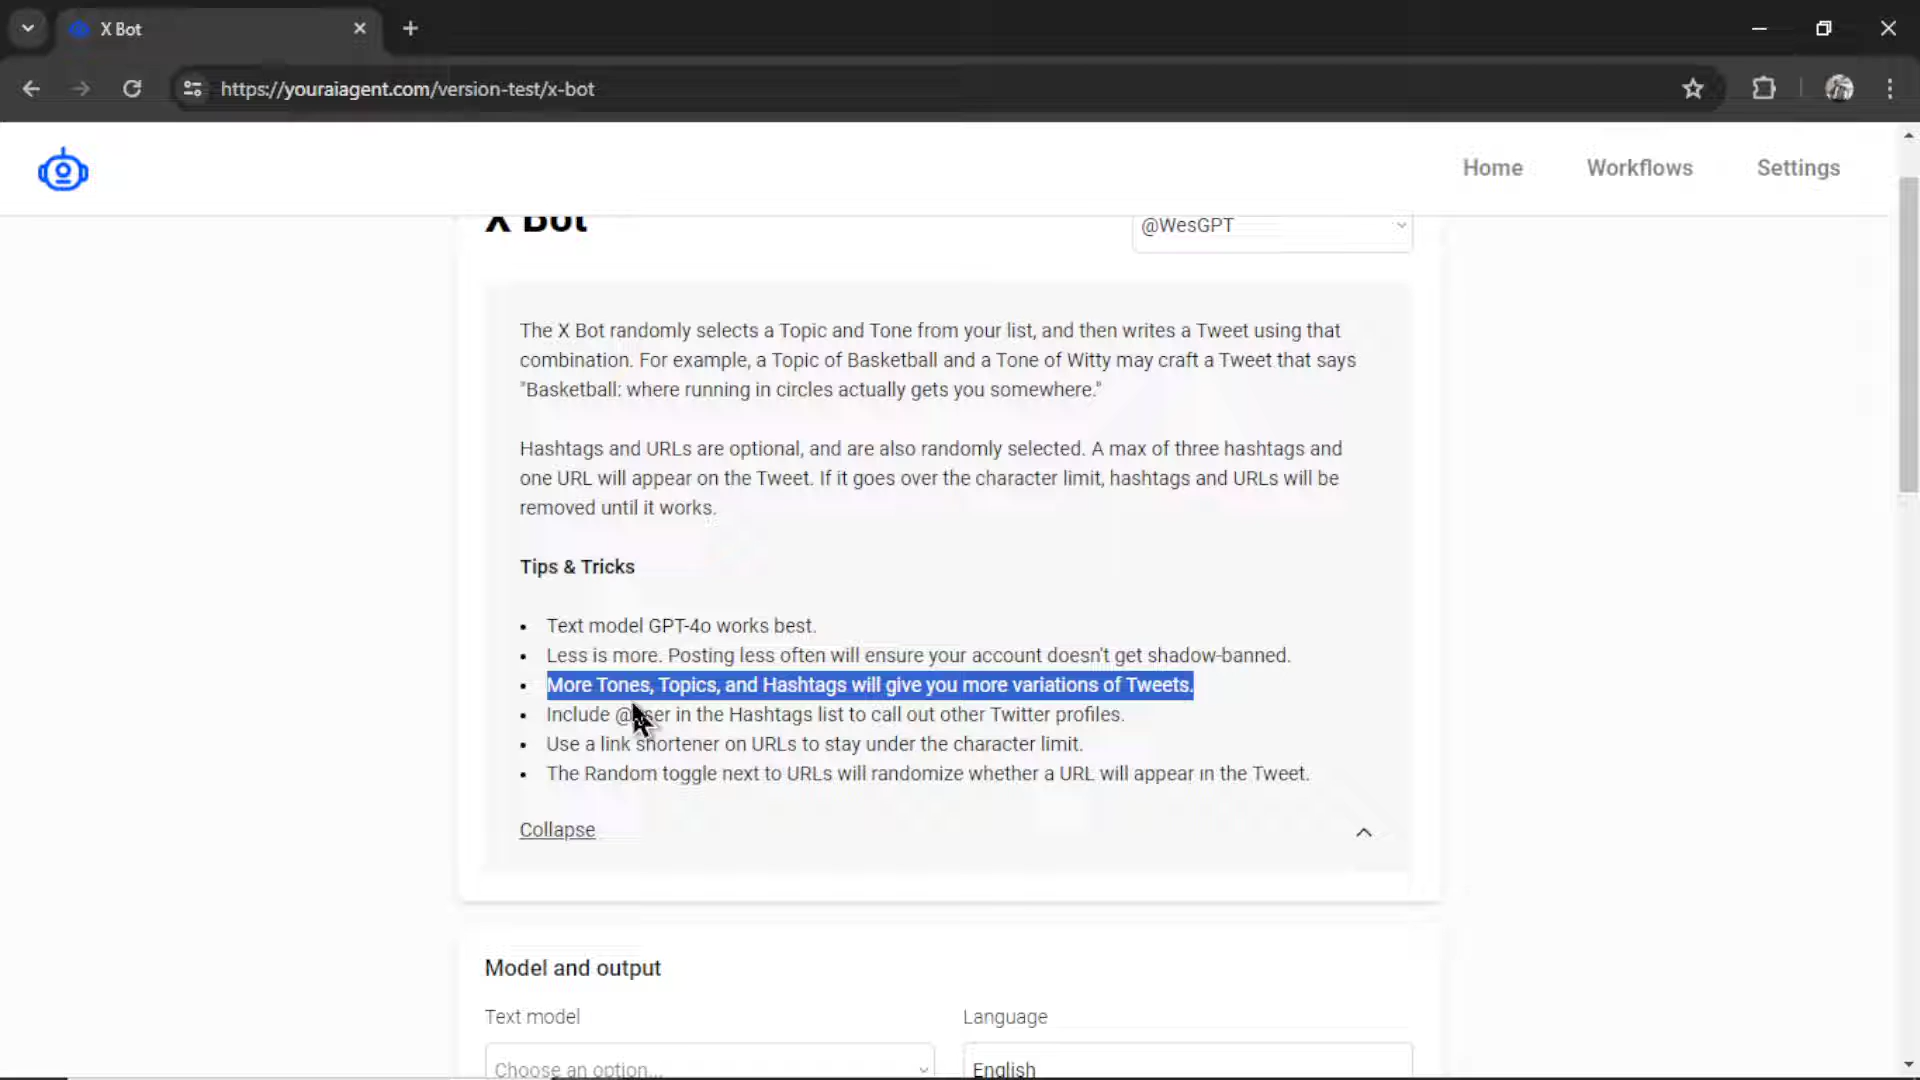 X Bot
https://youraiagent.com/version-test/x-bot
Home
Workflows
Settings
X Bot
@WesGPT
The X Bot randomly selects a Topic and Tone from your list, and then writes a Tweet using that
combination. For example, a Topic of Basketball and a Tone of Witty may craft a Tweet that says
"Basketball: where running in circles actually gets you somewhere."
Hashtags and URLs are optional, and are also randomly selected. A max of three hashtags and
one URL will appear on the Tweet. If it goes over the character limit, hashtags and URLs will be
removed until it works.
Tips & Tricks
• Text model GPT-4o works best.
• Less is more. Posting less often will ensure your account doesn't get shadow-banned.
• More Tones, Topics, and Hashtags will give you more variations of Tweets.
• Include @user in the Hashtags list to call out other Twitter profiles.
• Use a link shortener on URLs to stay under the character limit.
• The Random toggle next to URLs will randomize whether a URL will appear in the Tweet.
Collapse
Model and output
Text model
Language
Choose an option...
English